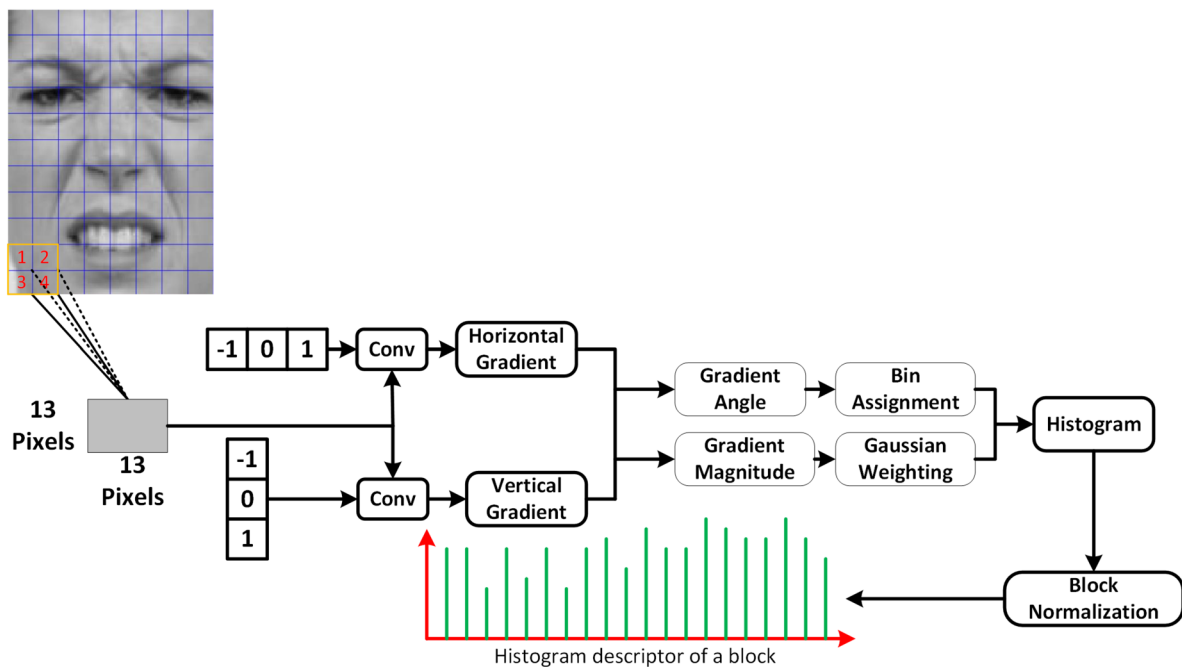 1 2
3 4
-1 0 1
Conv
Horizontal
Gradient
Gradient
Angle
Bin
Assignment
Histogram
13
Pixels
13
Pixels
-1
0
1
Conv
Vertical
Gradient
Gradient
Magnitude
Gaussian
Weighting
Block
Normalization
Histogram descriptor of a block